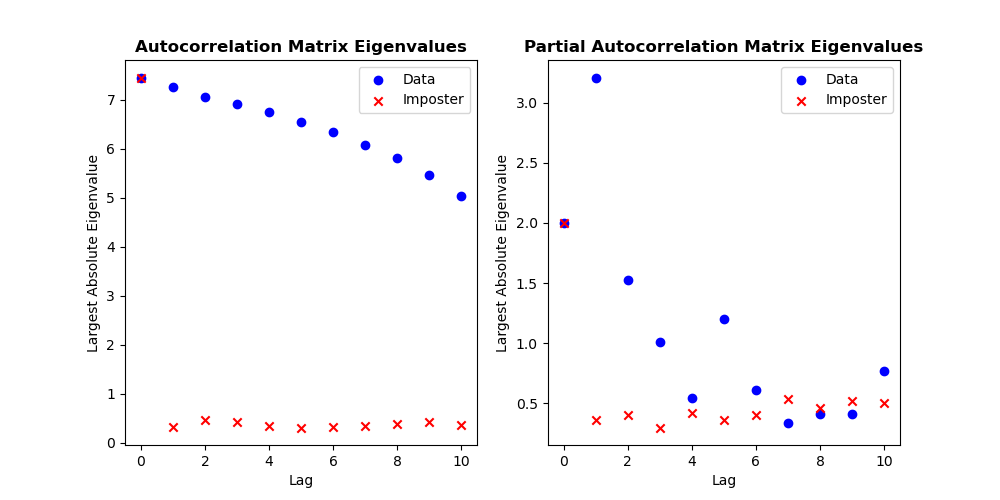 Autocorrelation Matrix Eigenvalues
Data
Imposter
Largest Absolute Eigenvalue
7
6
5
4
3
2
1
0
0 2 4 6 8 10
Lag
Partial Autocorrelation Matrix Eigenvalues
Data
Imposter
Largest Absolute Eigenvalue
3.0
2.5
2.0
1.5
1.0
0.5
0 2 4 6 8 10
Lag